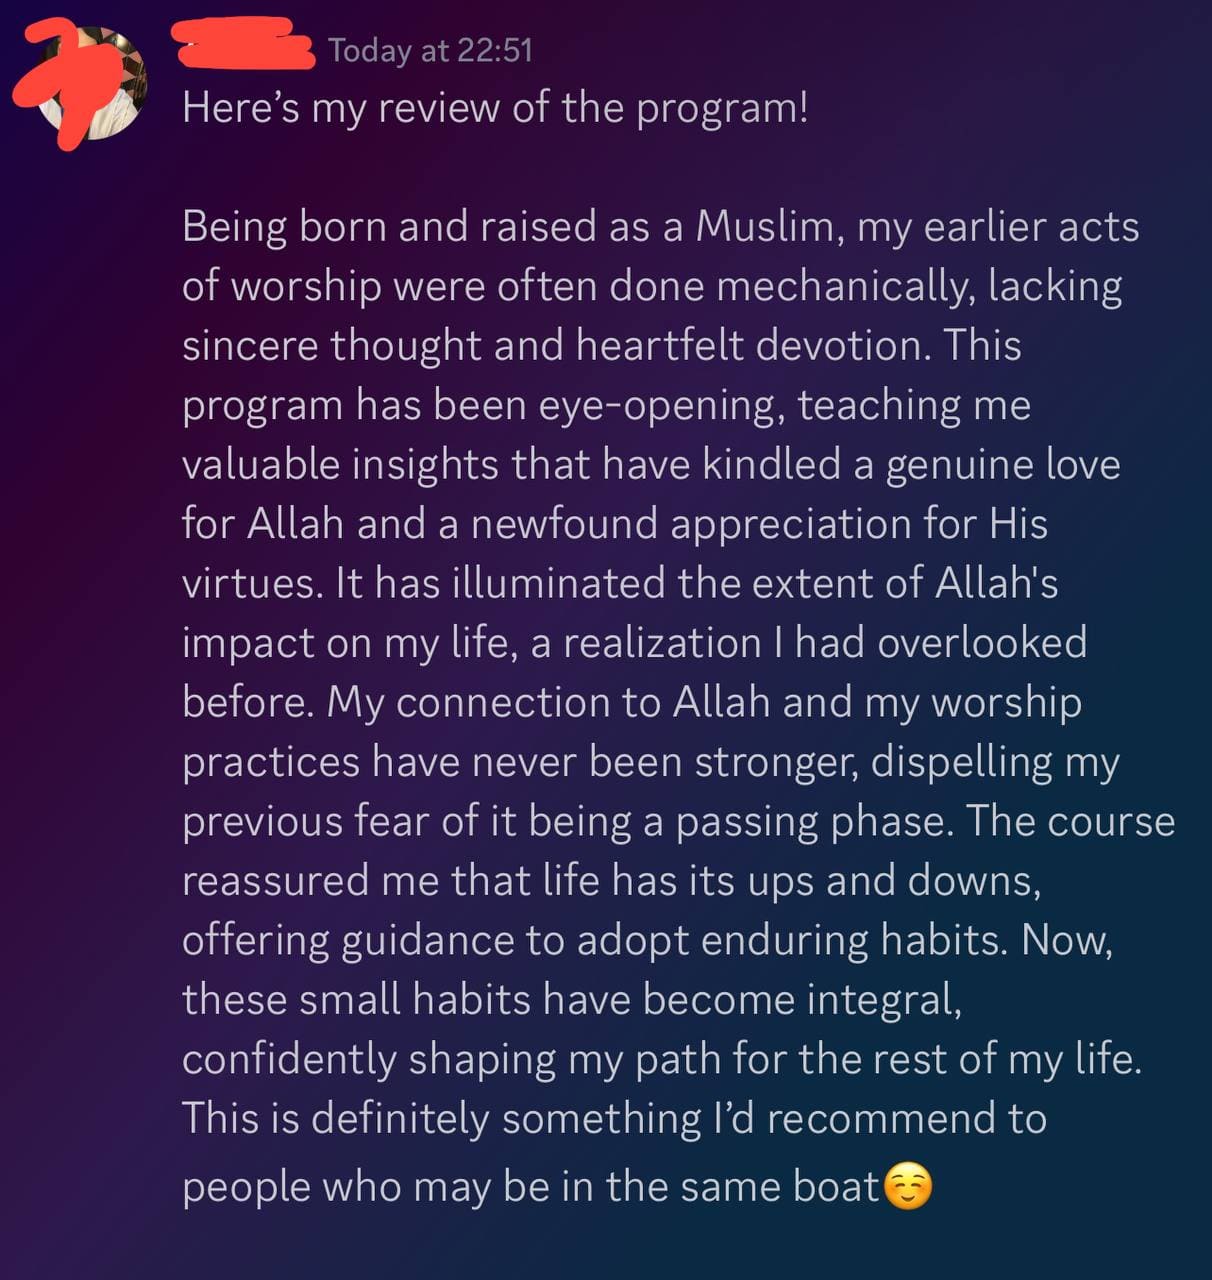 Today at 22:51
Here’s my review of the program!
Being born and raised as a Muslim, my earlier acts
of worship were often done mechanically, lacking
sincere thought and heartfelt devotion. This
program has been eye-opening, teaching me
valuable insights that have kindled a genuine love
for Allah and a newfound appreciation for His
virtues. It has illuminated the extent of Allah's
impact on my life, a realization I had overlooked
before. My connection to Allah and my worship
practices have never been stronger, dispelling my
previous fear of it being a passing phase. The course
reassured me that life has its ups and downs,
offering guidance to adopt enduring habits. Now,
these small habits have become integral,
confidently shaping my path for the rest of my life.
This is definitely something I’d recommend to
people who may be in the same boat☺️